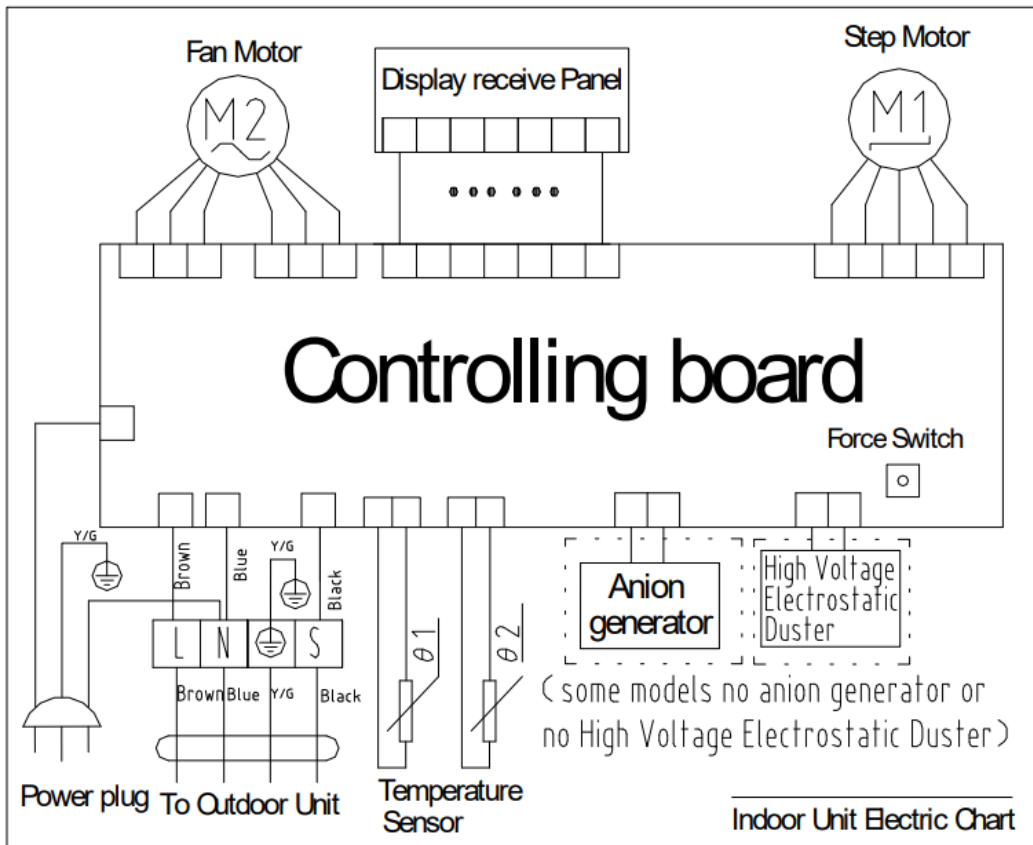 Fan Motor
Step Motor
Display receive Panel
M2
M1
Controlling board
Force Switch
Y/G
Brown
Blue
Y/G
Black
L N S
Brown Blue Y/G Black
θ1
θ2
Anion
generator
High Voltage
Electrostatic
Duster
(some models no anion generator or
no High Voltage Electrostatic Duster)
Power plug
To Outdoor Unit
Temperature
Sensor
Indoor Unit Electric Chart